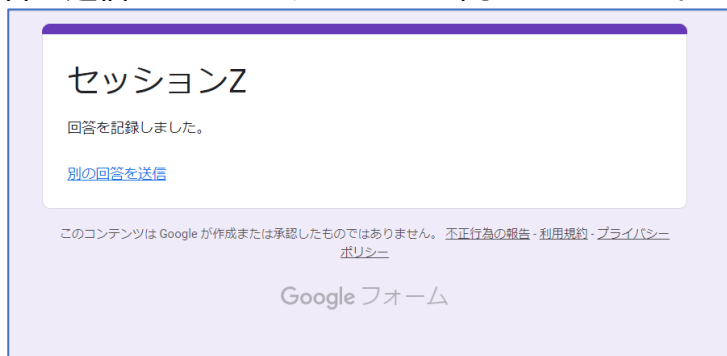 セッションZ
回答を記録しました。
別の回答を送信
このコンテンツは Google が作成または承認したものではありません。 不正行為の報告 - 利用規約 - プライバシー
ポリシー
Google フォーム